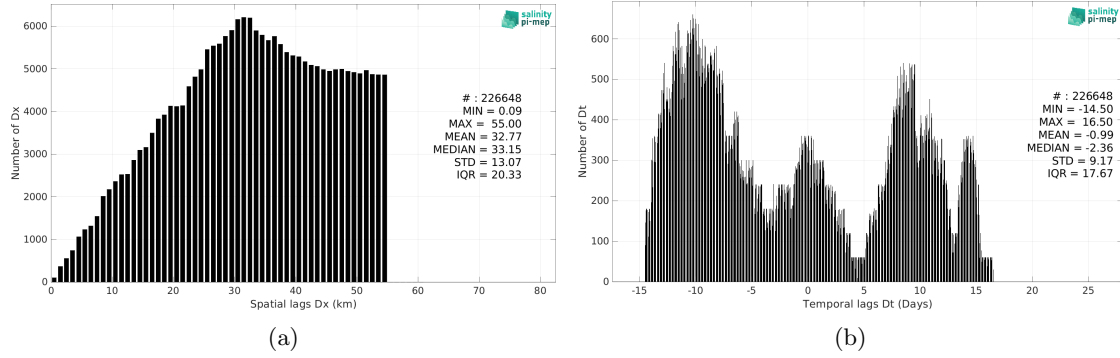 salinity
pi-mep
6000
5000
4000
3000
2000
1000
0
Number of Dx
# : 226648
MIN = 0.09
MAX = 55.00
MEAN = 32.77
MEDIAN = 33.15
STD = 13.07
IQR = 20.33
0 10 20 30 40 50 60 70 80
Spatial lags Dx (km)
(a)
salinity
pi-mep
600
500
400
300
200
100
0
Number of Dt
# : 226648
MIN = -14.50
MAX = 16.50
MEAN = -0.99
MEDIAN = -2.36
STD = 9.17
IQR = 17.67
-15 -10 -5 0 5 10 15 20 25
Temporal lags Dt (Days)
(b)